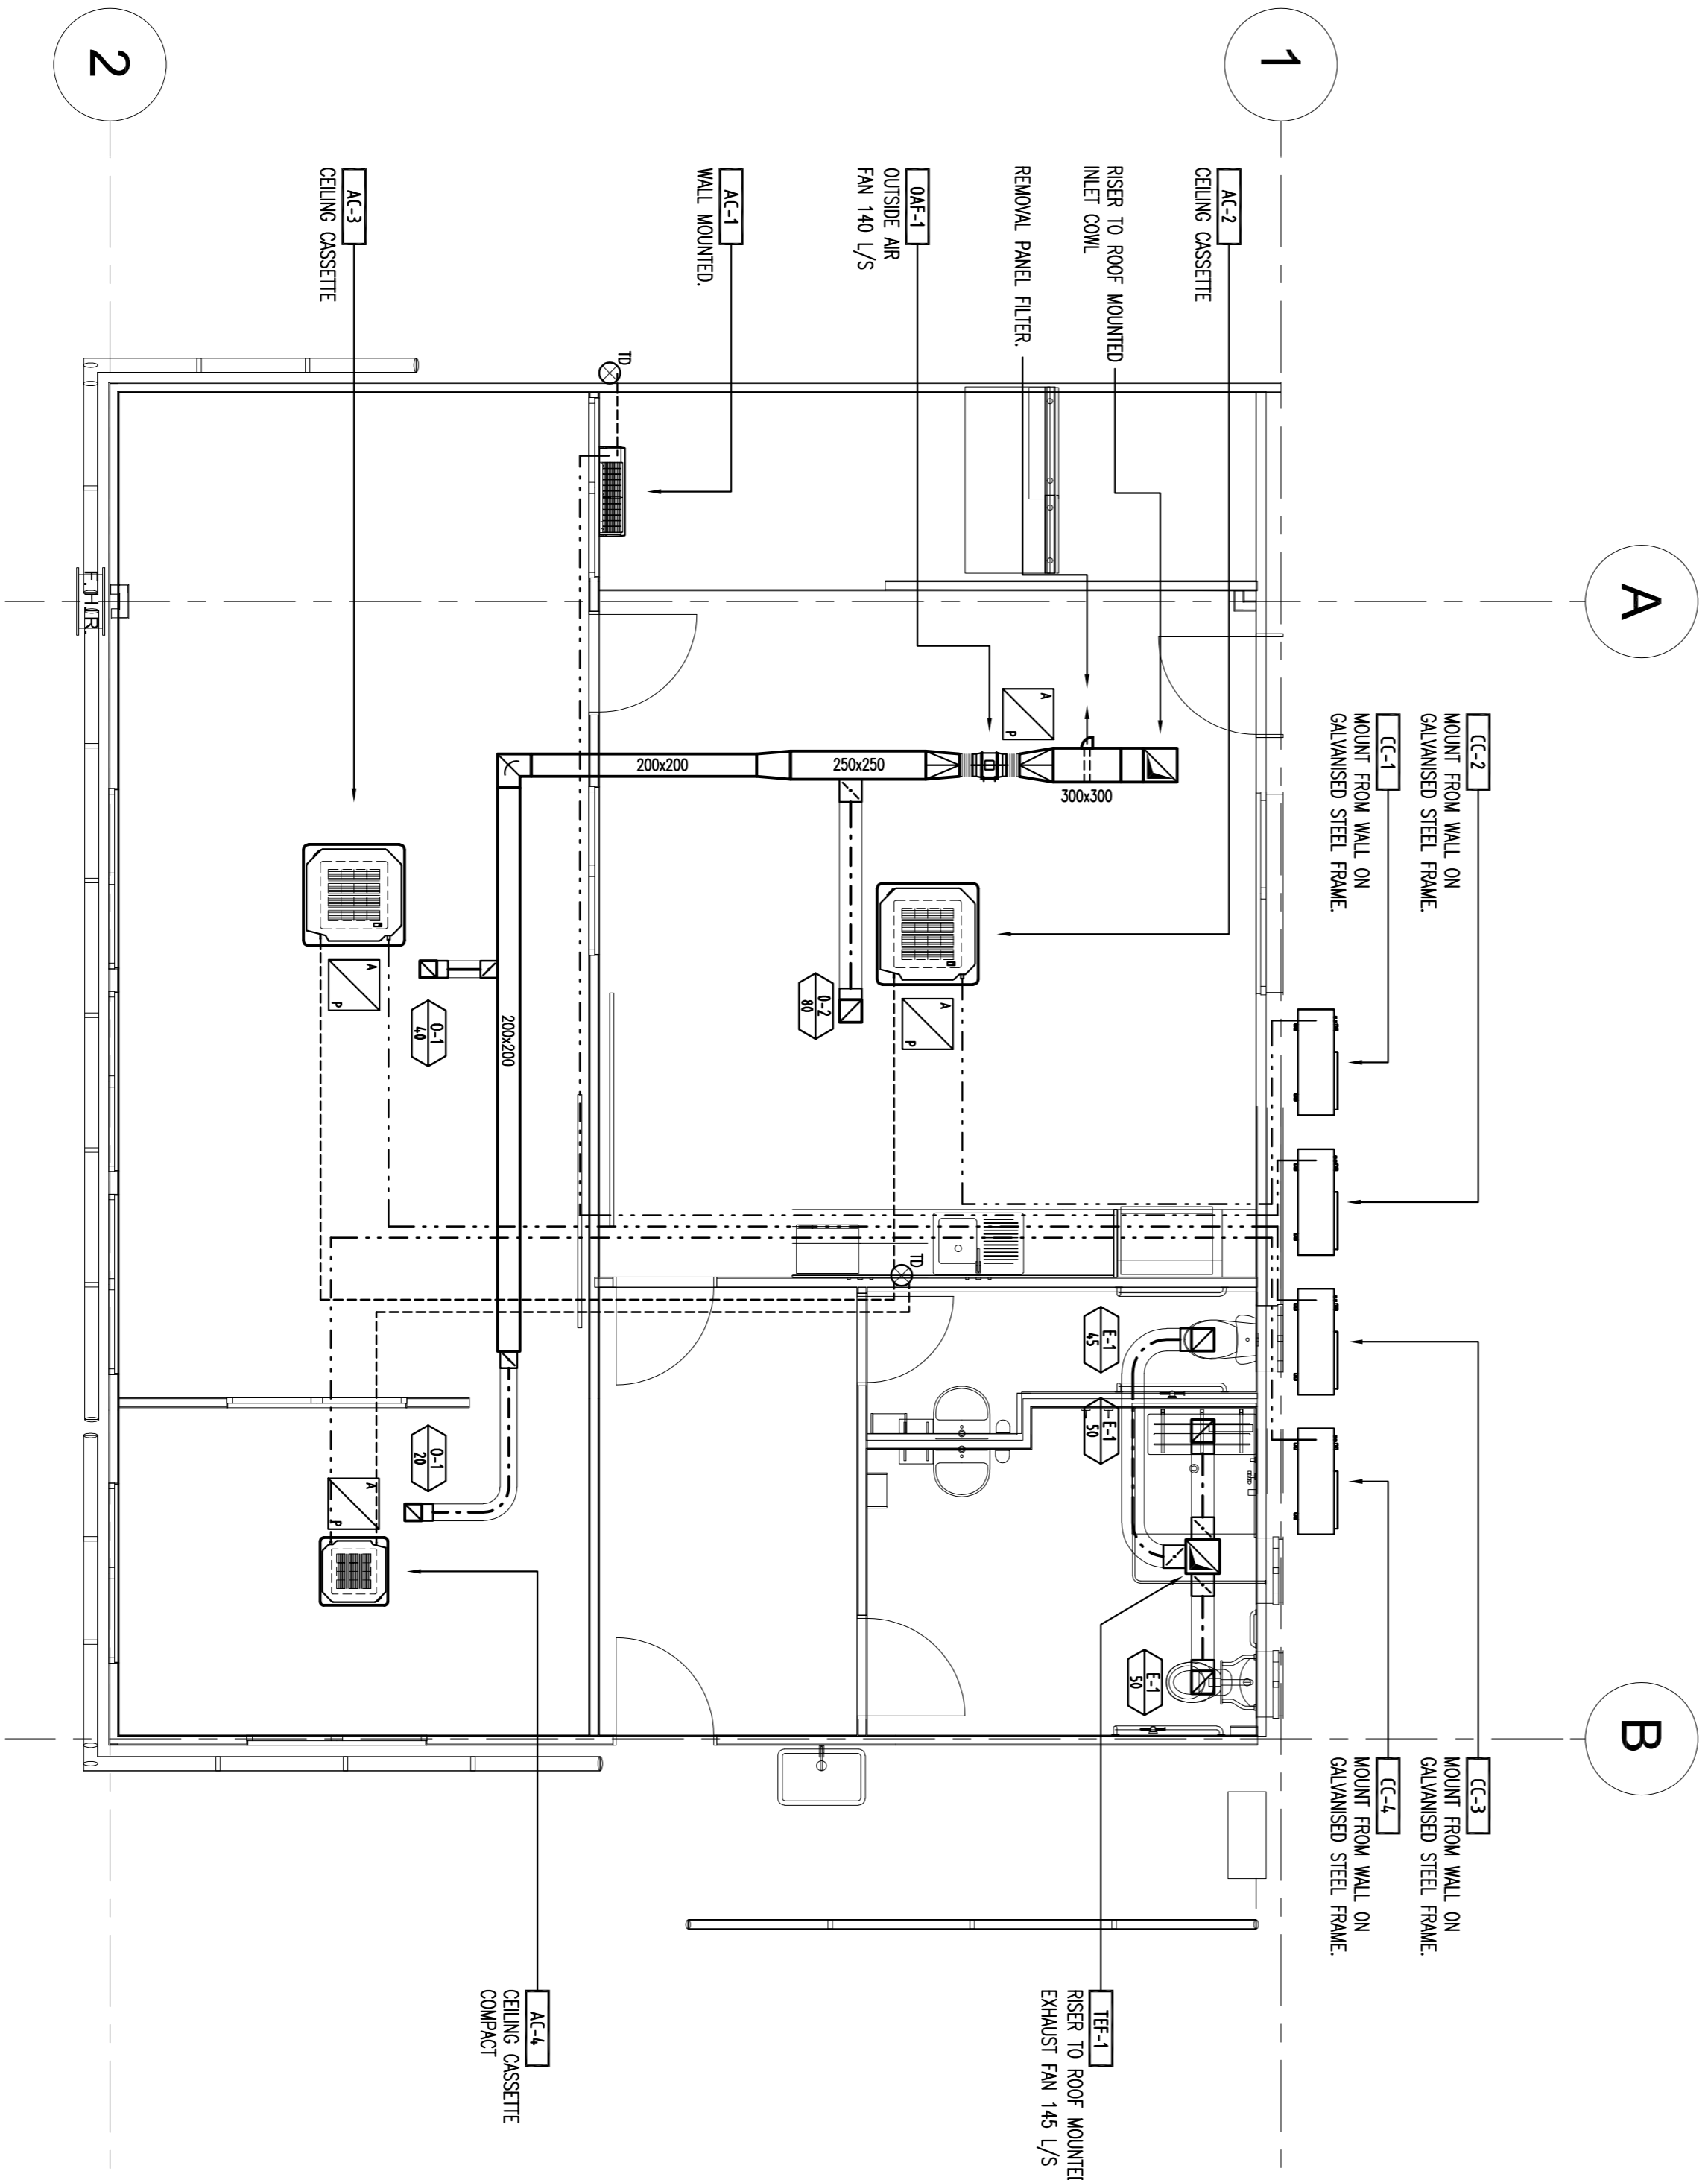 1
2
A
B
AC-2
CEILING CASSETTE
RISER TO ROOF MOUNTED
INLET COWL
REMOVAL PANEL FILTER.
OAF-1
OUTSIDE AIR
FAN 140 L/S
AC-1
WALL MOUNTED.
AC-3
CEILING CASSETTE
CC-2
MOUNT FROM WALL ON
GALVANISED STEEL FRAME.
CC-1
MOUNT FROM WALL ON
GALVANISED STEEL FRAME.
CC-3
MOUNT FROM WALL ON
GALVANISED STEEL FRAME.
CC-4
MOUNT FROM WALL ON
GALVANISED STEEL FRAME.
TEF-1
RISER TO ROOF MOUNTED
EXHAUST FAN 145 L/S
AC-4
CEILING CASSETTE
COMPACT
TD
F.H.R.
A
P
300x300
250x250
200x200
200x200
A
P
A
P
A
P
O-2
80
O-1
40
O-1
20
TD
E-1
45
E-1
50
E-1
50